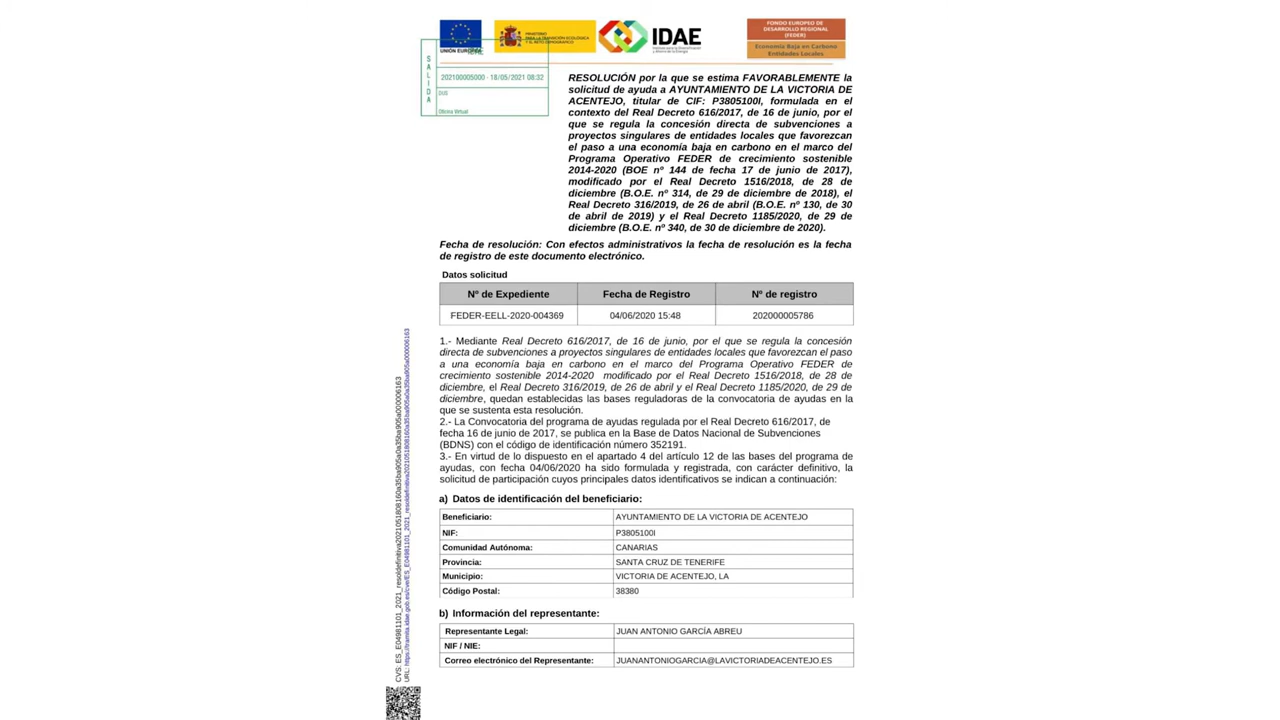 UNIÓN EUROPEA
MINISTERIO
PARA LA TRANSICIÓN ECOLÓGICA
Y EL RETO DEMOGRÁFICO
IDAE
FONDO EUROPEO DE
DESARROLLO REGIONAL
(FEDER)
Economía Baja en Carbono
Entidades Locales
SALIDA
202100005000 - 18/05/2021 08:32
Oficina Virtual
RESOLUCIÓN por la que se estima FAVORABLEMENTE la
solicitud de ayuda a AYUNTAMIENTO DE LA VICTORIA DE
ACENTEJO, titular de CIF: P3805100I, formulada en el
contexto del Real Decreto 616/2017, de 16 de junio, por el
que se regula la concesión directa de subvenciones a
proyectos singulares de entidades locales que favorezcan
el paso a una economía baja en carbono en el marco del
Programa Operativo FEDER de crecimiento sostenible
2014-2020 (BOE nº 144 de fecha 17 de junio de 2017),
modificado por el Real Decreto 1516/2018, de 28 de
diciembre (B.O.E. nº 314, de 29 de diciembre de 2018), el
Real Decreto 316/2019, de 26 de abril (B.O.E. nº 130, de 30
de abril de 2019) y el Real Decreto 1185/2020, de 29 de
diciembre (B.O.E. nº 340, de 30 de diciembre de 2020).
Fecha de resolución: Con efectos administrativos la fecha de resolución es la fecha
de registro de este documento electrónico.
Datos solicitud
Nº de Expediente Fecha de Registro Nº de registro
FEDER-EELL-2020-004369 04/06/2020 15:48 202000005786
1.- Mediante Real Decreto 616/2017, de 16 de junio, por el que se regula la concesión
directa de subvenciones a proyectos singulares de entidades locales que favorezcan el paso
a una economía baja en carbono en el marco del Programa Operativo FEDER de
crecimiento sostenible 2014-2020 modificado por el Real Decreto 1516/2018, de 28 de
diciembre, el Real Decreto 316/2019, de 26 de abril y el Real Decreto 1185/2020, de 29 de
diciembre, quedan establecidas las bases reguladoras de la convocatoria de ayudas en la
que se sustenta esta resolución.
2.- La Convocatoria del programa de ayudas regulada por el Real Decreto 616/2017, de
fecha 16 de junio de 2017, se publica en la Base de Datos Nacional de Subvenciones
(BDNS) con el código de identificación número 352191.
3.- En virtud de lo dispuesto en el apartado 4 del artículo 12 de las bases del programa de
ayudas, con fecha 04/06/2020 ha sido formulada y registrada, con carácter definitivo, la
solicitud de participación cuyos principales datos identificativos se indican a continuación:
a) Datos de identificación del beneficiario:
Beneficiario: AYUNTAMIENTO DE LA VICTORIA DE ACENTEJO
NIF: P3805100I
Comunidad Autónoma: CANARIAS
Provincia: SANTA CRUZ DE TENERIFE
Municipio: VICTORIA DE ACENTEJO, LA
Código Postal: 38380
b) Información del representante:
Representante Legal: JUAN ANTONIO GARCÍA ABREU
NIF / NIE:
Correo electrónico del Representante: JUANANTONIOGARCIA@LAVICTORIADEACENTEJO.ES